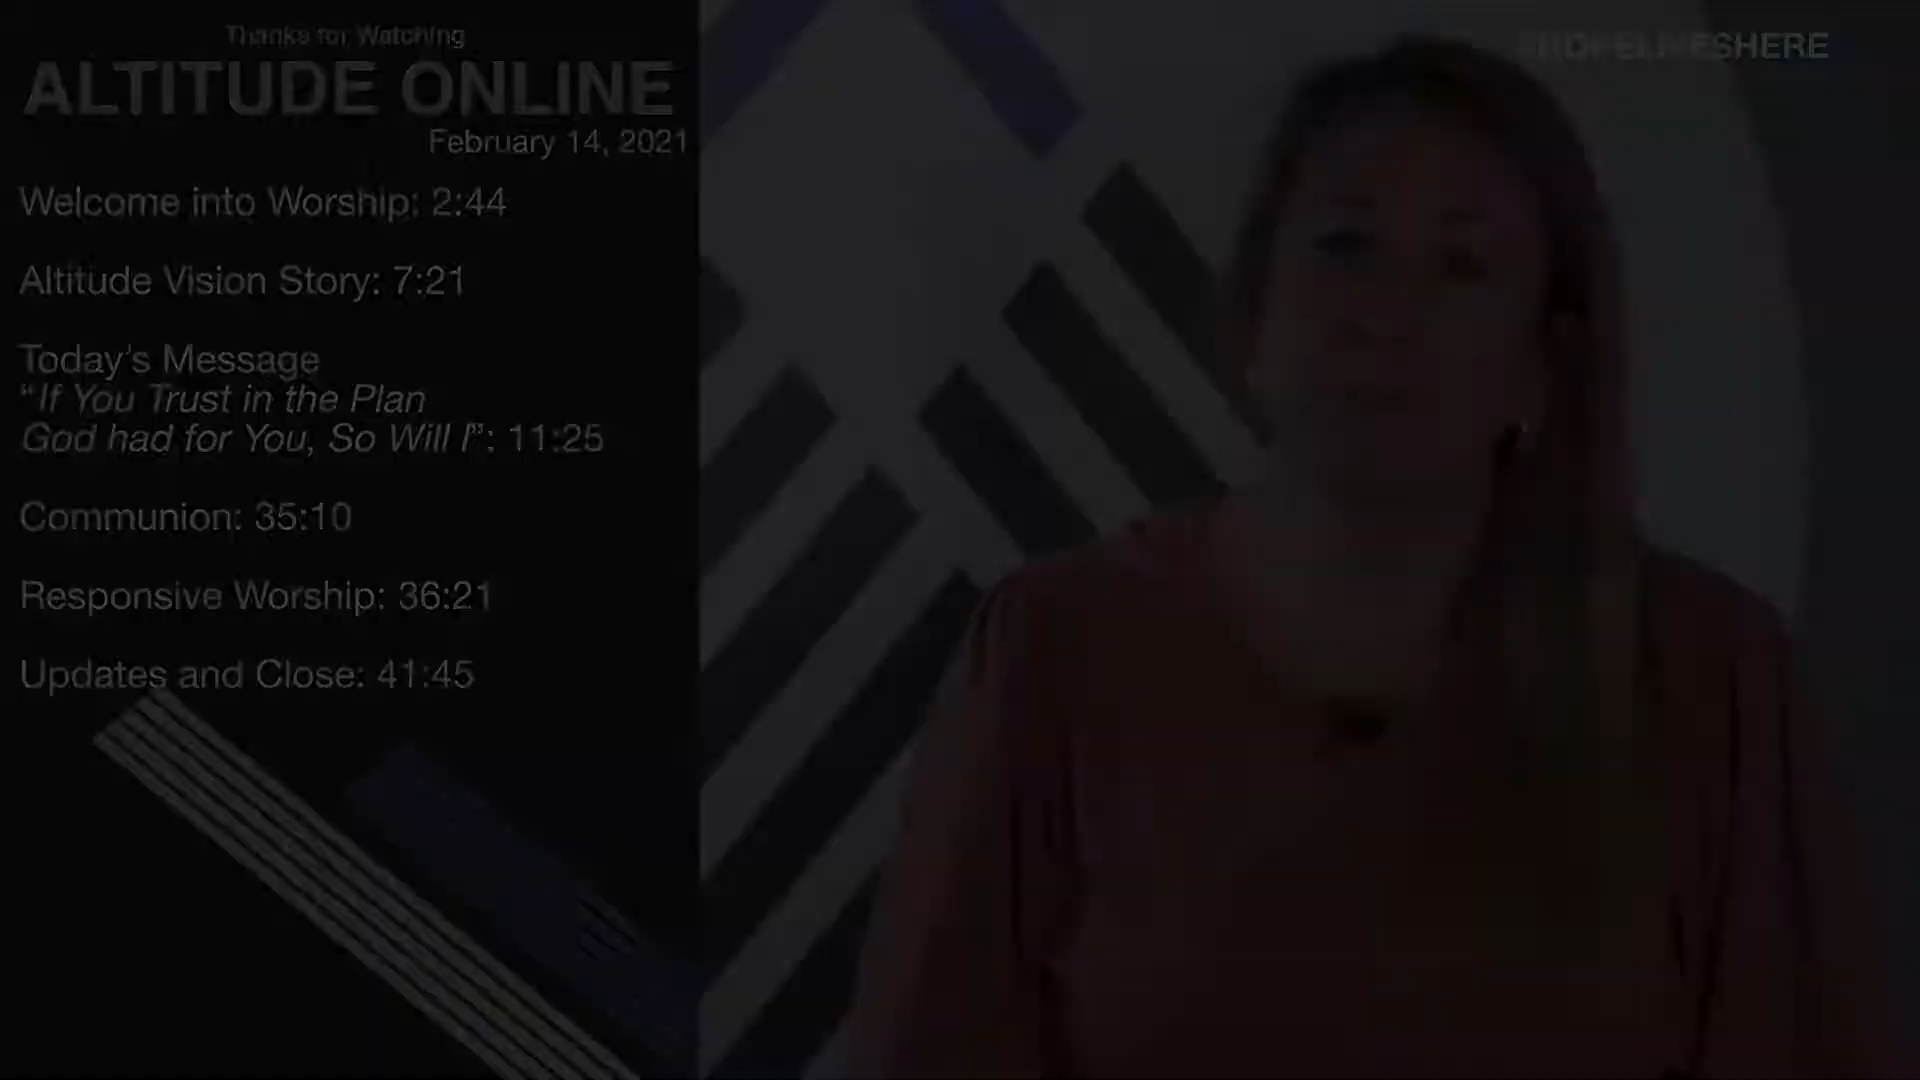 Thanks for Watching
ALTITUDE ONLINE
February 14, 2021
Welcome into Worship: 2:44
Altitude Vision Story: 7:21
Today's Message
“If You Trust in the Plan
God had for You, So Will I”: 11:25
Communion: 35:10
Responsive Worship: 36:21
Updates and Close: 41:45